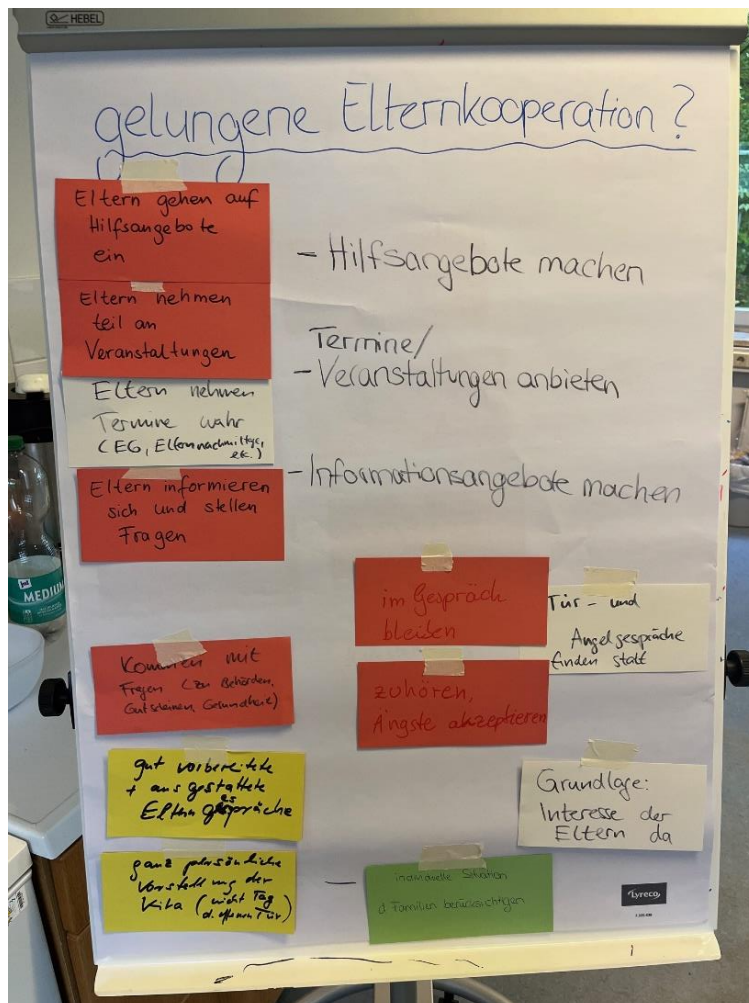 HEBEL
gelungene Elternkooperation?
Eltern gehen auf
Hilfsangebote
ein
- Hilfsangebote machen
Eltern nehmen
teil an
Veranstaltungen
Termine/
- Veranstaltungen anbieten
Eltern nehmen
Termine wahr
(EG, Elternnachmittge,
etc.)
- Informationsangebote machen
Eltern informieren
sich und stellen
Fragen
im Gespräch
bleiben
Tür- und
Angelgespräche
finden statt
Kommen mit
Fragen (zu Behörden,
Gutscheinen, Gesundheit)
zuhören,
Ängste akzeptieren
gut vorbereitete
+ ausgestattete
Elterngespräche
Grundlage:
Interesse der
Eltern da
ganz persönliche
Vorstellung der
Kita (nicht Tag
d. offenen Tür)
individuelle Situation
d. Familien berücksichtigen
lyreco
MEDIUM